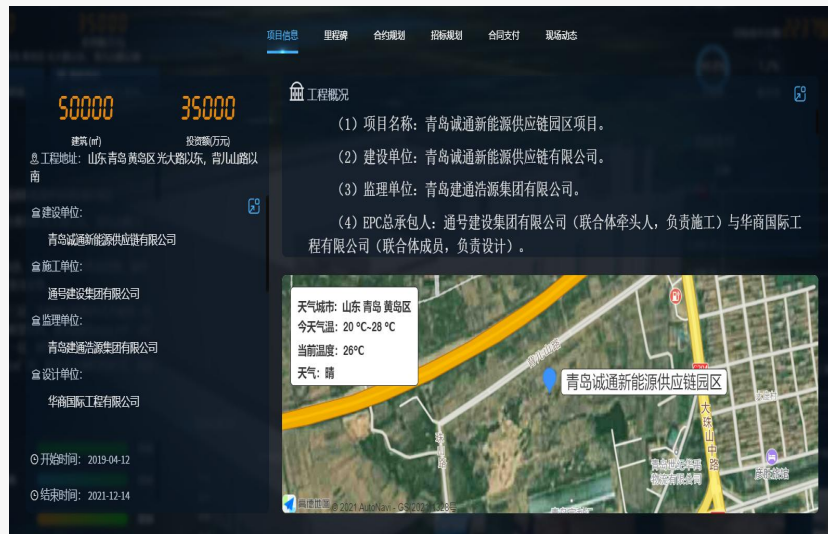 项目信息 里程碑 合约规划 招标规划 合同支付 现场动态
50000 35000
建筑(㎡) 投资额(万元)
工程地址: 山东 青岛 黄岛区 光大路以东,背儿山路以
南
建设单位:
青岛诚通新能源供应链有限公司
施工单位:
通号建设集团有限公司
监理单位:
青岛建通浩源集团有限公司
设计单位:
华商国际工程有限公司
开始时间: 2019-04-12
结束时间: 2021-12-14
工程概况
(1)项目名称:青岛诚通新能源供应链园区项目。
(2)建设单位:青岛诚通新能源供应链有限公司。
(3)监理单位:青岛建通浩源集团有限公司。
(4)EPC总承包人:通号建设集团有限公司(联合体牵头人,负责施工)与华商国际工
程有限公司(联合体成员,负责设计)。
天气城市: 山东 青岛 黄岛区
今天气温: 20 ℃~28 ℃
当前温度: 26℃
天气: 晴
青岛诚通新能源供应链园区
大珠山中路
高德地图 © 2021 AutoNavi